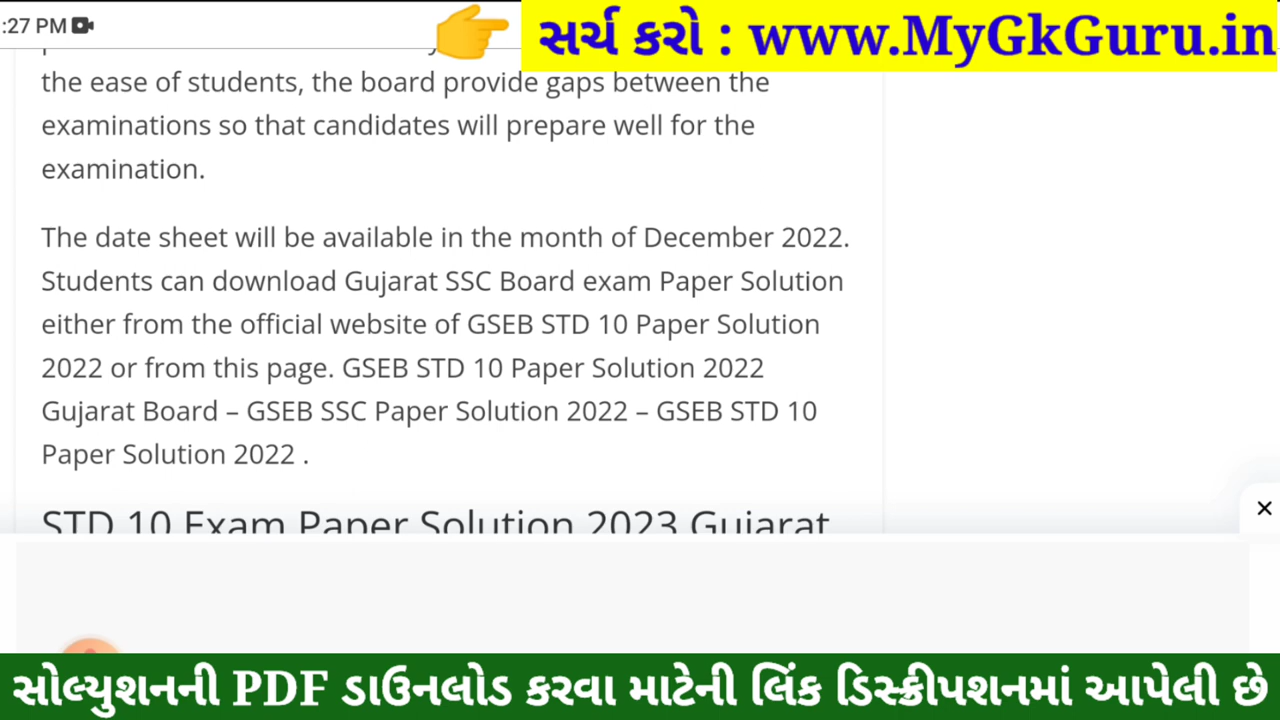 :27 PM
સર્ચ કરો : www.MyGkGuru.in
the ease of students, the board provide gaps between the
examinations so that candidates will prepare well for the
examination.
The date sheet will be available in the month of December 2022.
Students can download Gujarat SSC Board exam Paper Solution
either from the official website of GSEB STD 10 Paper Solution
2022 or from this page. GSEB STD 10 Paper Solution 2022
Gujarat Board – GSEB SSC Paper Solution 2022 – GSEB STD 10
Paper Solution 2022 .
STD 10 Exam Paper Solution 2023 Gujarat
સોલ્યુશનની PDF ડાઉનલોડ કરવા માટેની લિંક ડિસ્ક્રીપશનમાં આપેલી છે